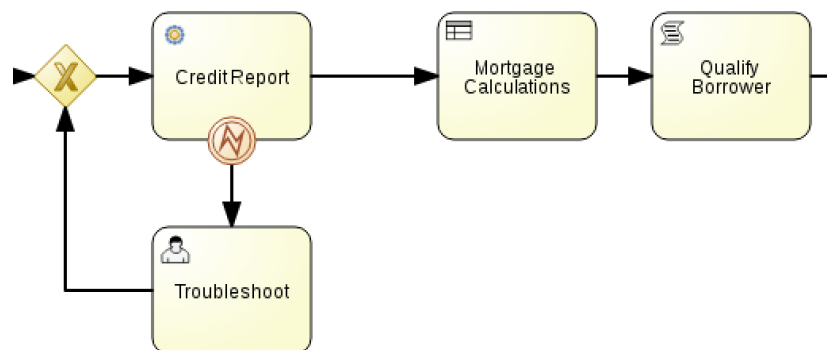 Credit Report
Mortgage
Calculations
Qualify
Borrower
Troubleshoot